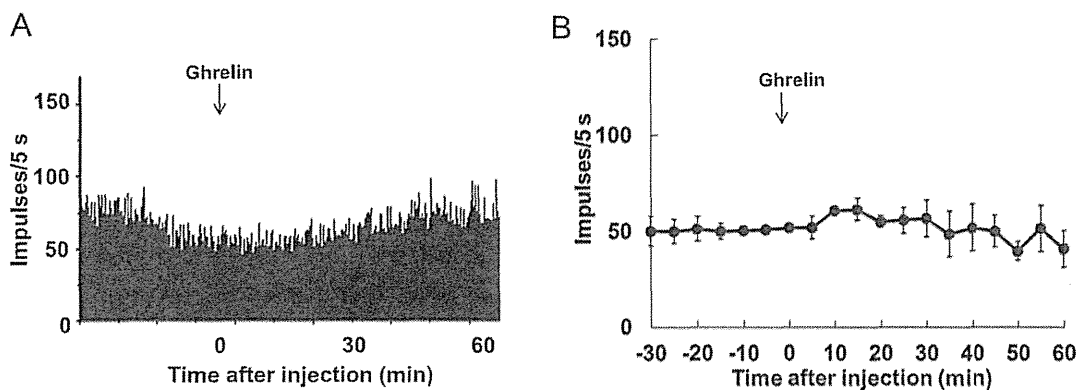 A
Ghrelin
Impulses/5 s
150
100
50
0
0 30 60
Time after injection (min)
B
Ghrelin
Impulses/5 s
150
100
50
0
-30 -20 -10 0 10 20 30 40 50 60
Time after injection (min)